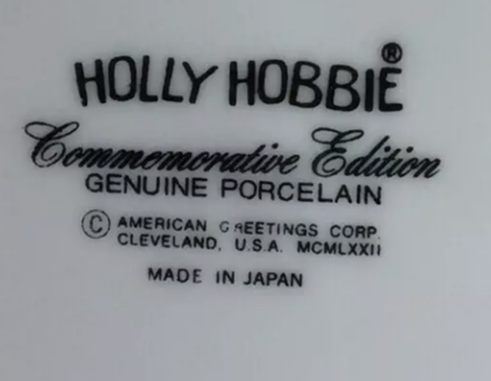 HOLLY HOBBIE®
Commemorative Edition
GENUINE PORCELAIN
© AMERICAN GREETINGS CORP.
CLEVELAND, U.S.A. MCMLXXII
MADE IN JAPAN